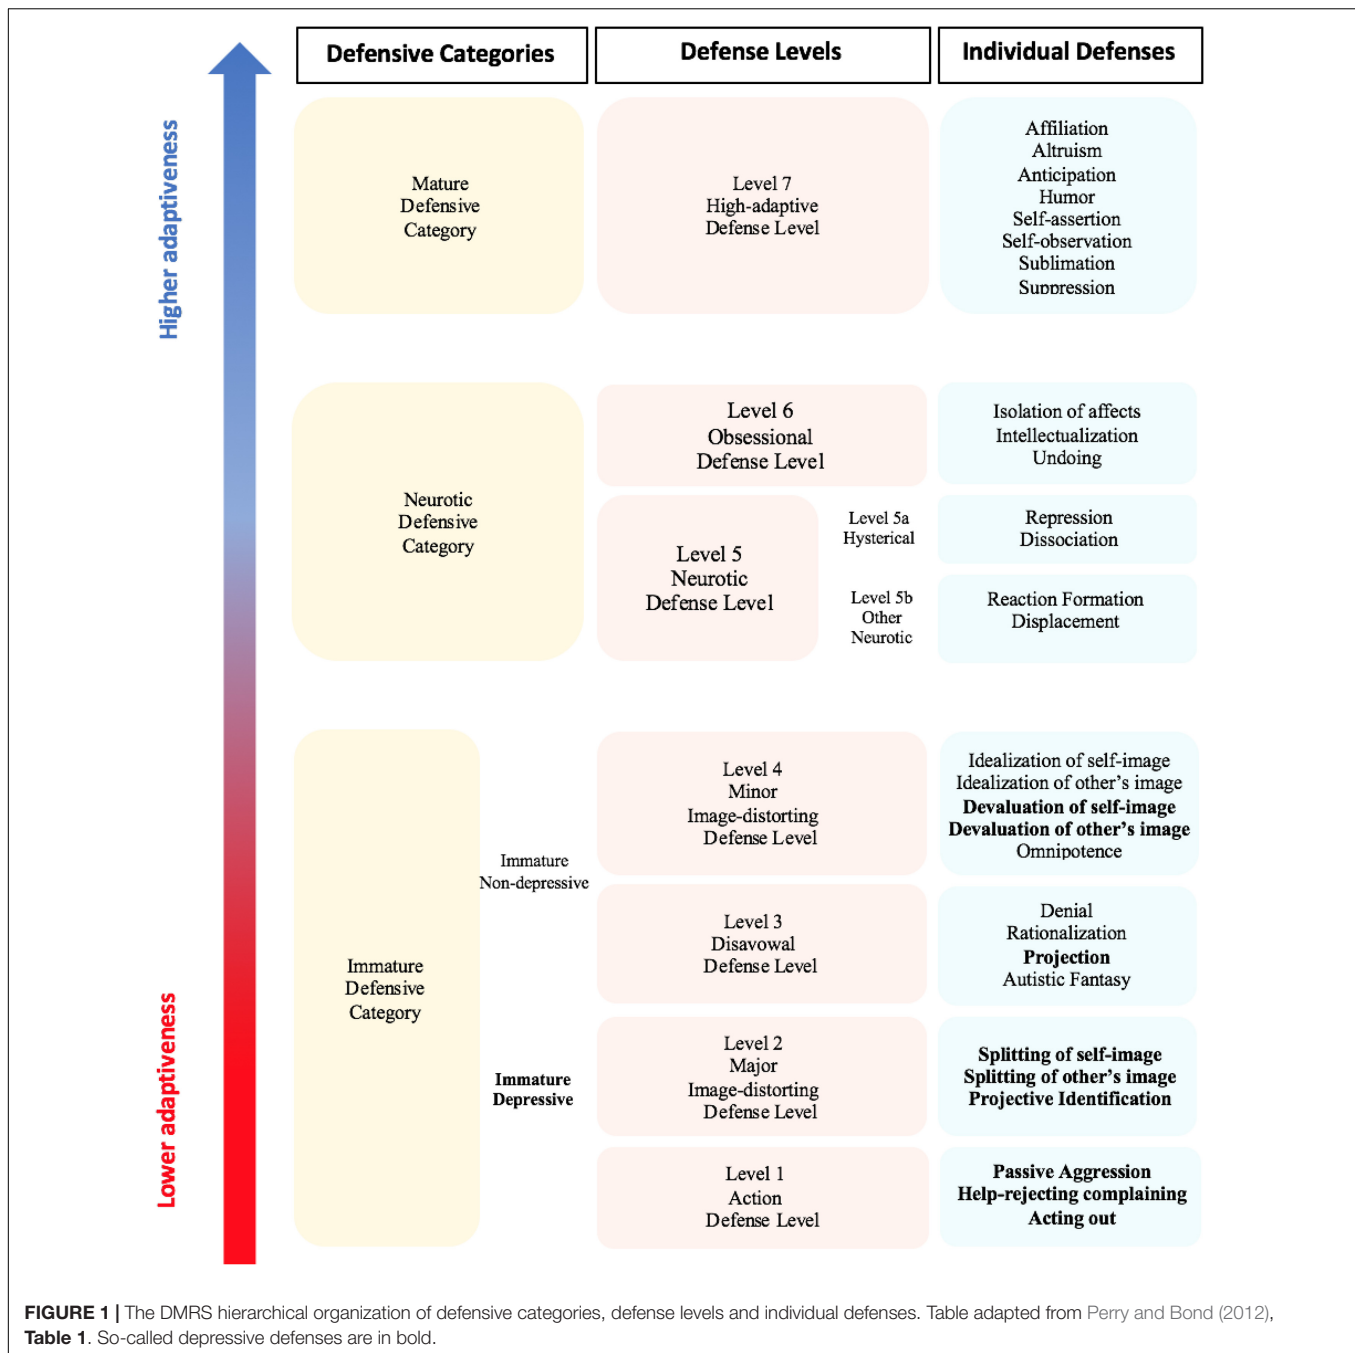 Defensive Categories
Defense Levels
Individual Defenses
Higher adaptiveness
Mature
Defensive
Category
Level 7
High-adaptive
Defense Level
Affiliation
Altruism
Anticipation
Humor
Self-assertion
Self-observation
Sublimation
Suppression
Neurotic
Defensive
Category
Level 6
Obsessional
Defense Level
Isolation of affects
Intellectualization
Undoing
Level 5
Neurotic
Defense Level
Level 5a
Hysterical
Repression
Dissociation
Level 5b
Other
Neurotic
Reaction Formation
Displacement
Lower adaptiveness
Immature
Defensive
Category
Immature
Non-depressive
Level 4
Minor
Image-distorting
Defense Level
Idealization of self-image
Idealization of other's image
Devaluation of self-image
Devaluation of other's image
Omnipotence
Level 3
Disavowal
Defense Level
Denial
Rationalization
Projection
Autistic Fantasy
Immature
Depressive
Level 2
Major
Image-distorting
Defense Level
Splitting of self-image
Splitting of other's image
Projective Identification
Level 1
Action
Defense Level
Passive Aggression
Help-rejecting complaining
Acting out
FIGURE 1 | The DMRS hierarchical organization of defensive categories, defense levels and individual defenses. Table adapted from Perry and Bond (2012),
Table 1. So-called depressive defenses are in bold.